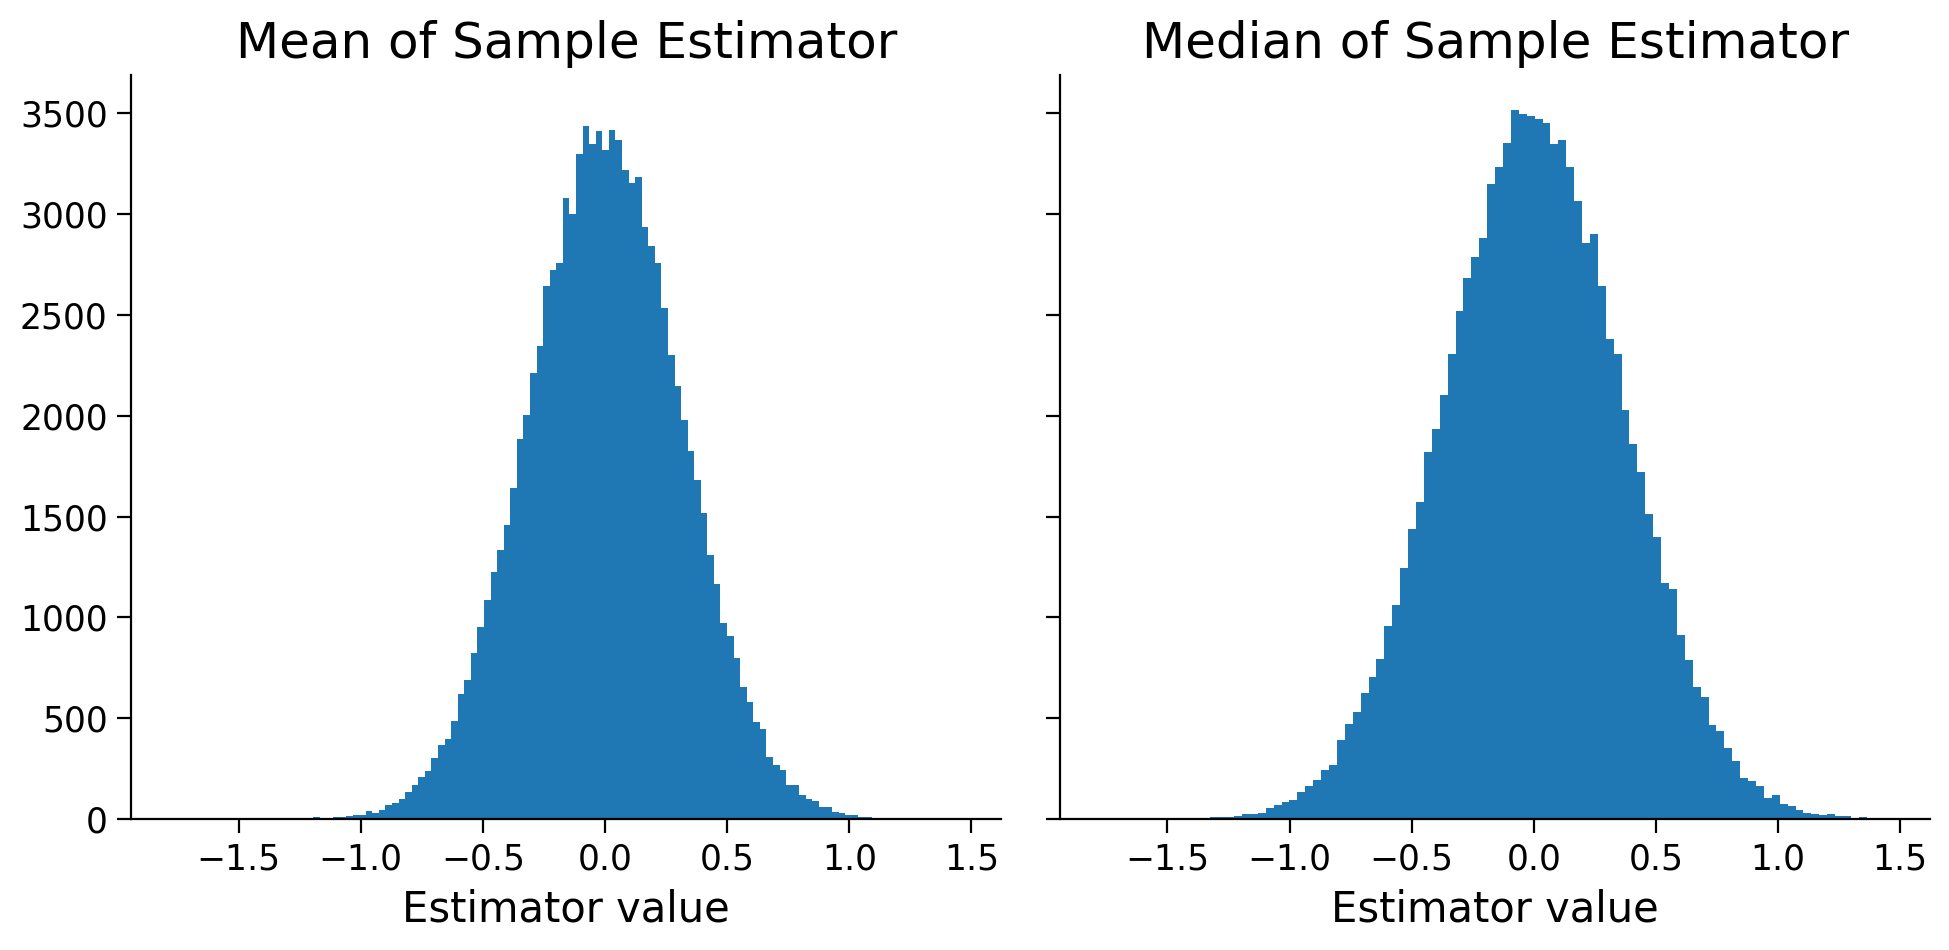 Mean of Sample Estimator
Median of Sample Estimator
3500
3000
2500
2000
1500
1000
500
0
−1.5 −1.0 −0.5 0.0 0.5 1.0 1.5
−1.5 −1.0 −0.5 0.0 0.5 1.0 1.5
Estimator value
Estimator value